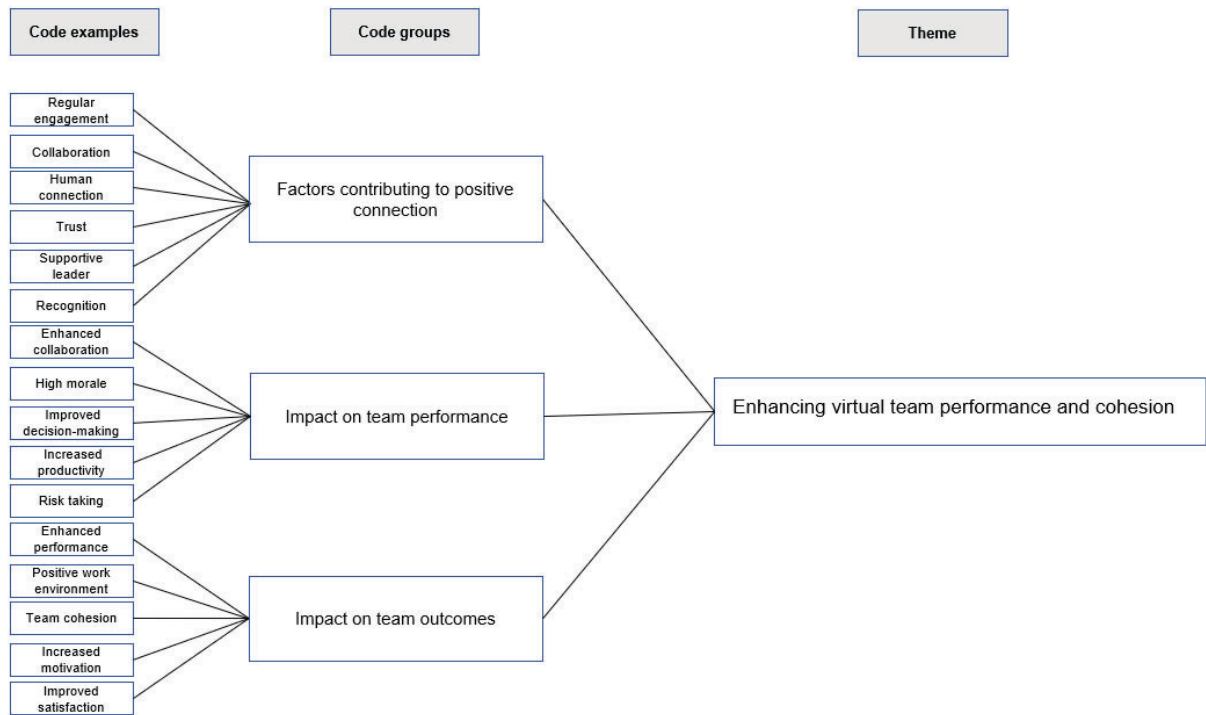 Code examples
Code groups
Theme
Regular
engagement
Collaboration
Human
connection
Trust
Supportive
leader
Recognition
Factors contributing to positive
connection
Enhanced
collaboration
High morale
Improved
decision-making
Increased
productivity
Risk taking
Impact on team performance
Enhanced
performance
Positive work
environment
Team cohesion
Increased
motivation
Improved
satisfaction
Impact on team outcomes
Enhancing virtual team performance and cohesion